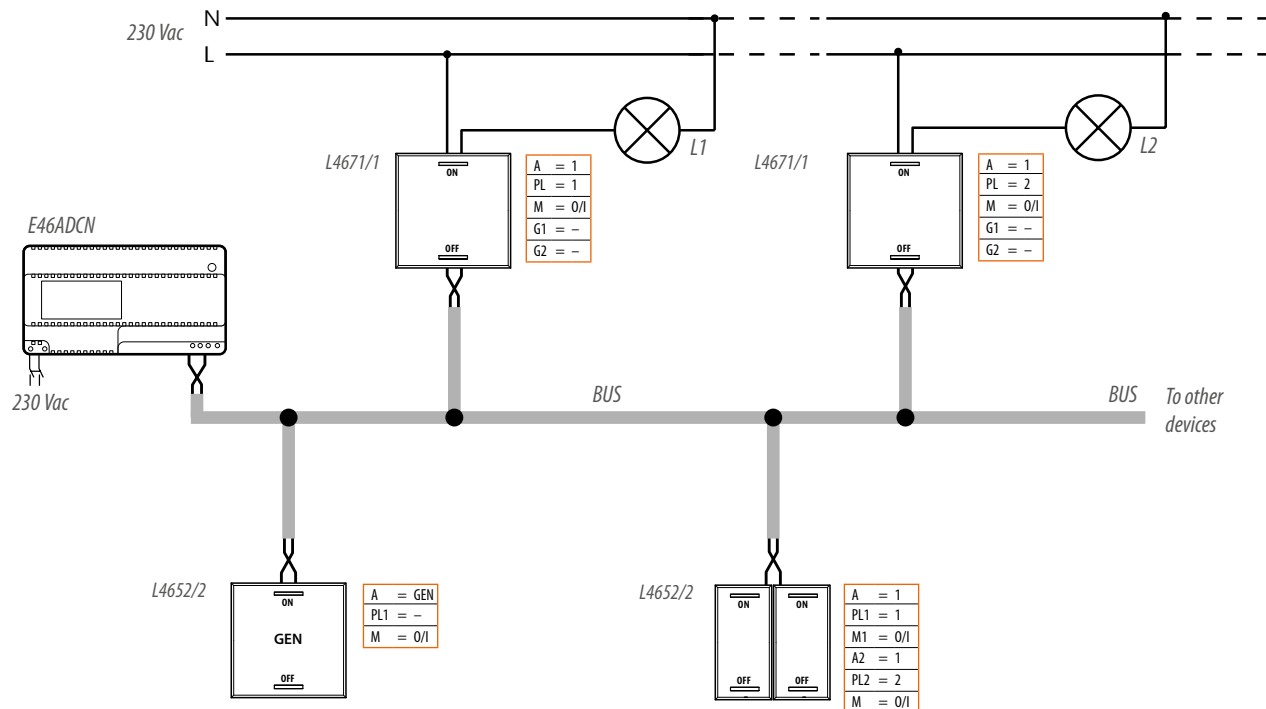 N
230 Vac
L
L1
L2
L4671/1
ON
OFF
A = 1
PL = 1
M = 0/I
G1 = –
G2 = –
L4671/1
ON
OFF
A = 1
PL = 2
M = 0/I
G1 = –
G2 = –
E46ADCN
230 Vac
BUS
BUS
To other
devices
L4652/2
ON
GEN
OFF
A = GEN
PL1 = –
M = 0/I
L4652/2
ON ON
OFF OFF
A = 1
PL1 = 1
M1 = 0/I
A2 = 1
PL2 = 2
M = 0/I